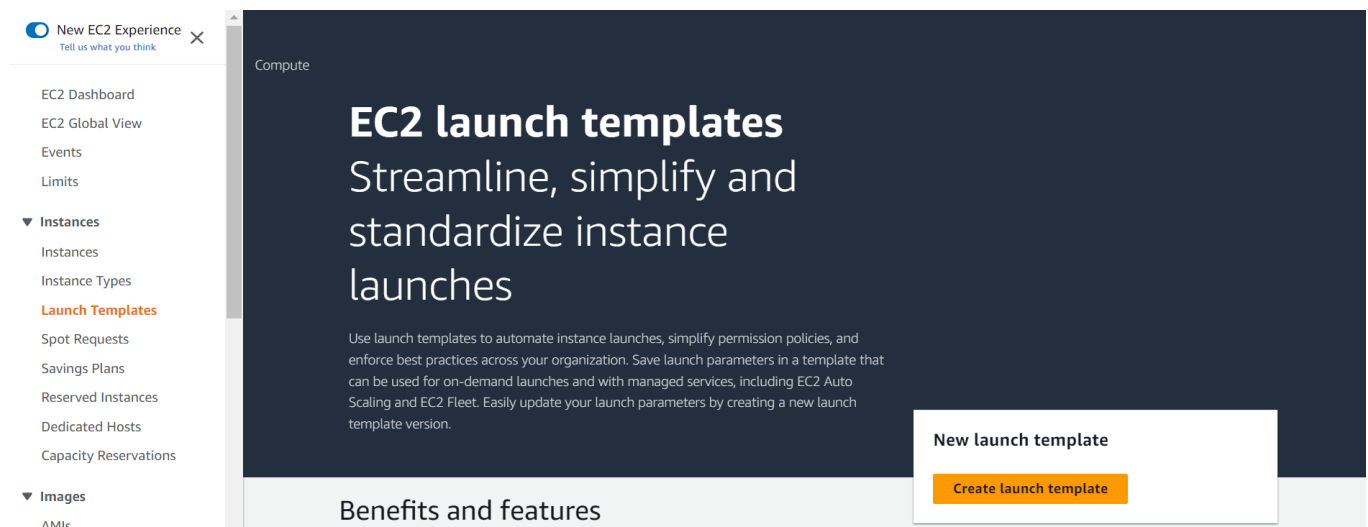 New EC2 Experience
Tell us what you think
EC2 Dashboard
EC2 Global View
Events
Limits
Instances
Instances
Instance Types
Launch Templates
Spot Requests
Savings Plans
Reserved Instances
Dedicated Hosts
Capacity Reservations
Images
AMIs
Compute
EC2 launch templates
Streamline, simplify and
standardize instance
launches
Use launch templates to automate instance launches, simplify permission policies, and
enforce best practices across your organization. Save launch parameters in a template that
can be used for on-demand launches and with managed services, including EC2 Auto
Scaling and EC2 Fleet. Easily update your launch parameters by creating a new launch
template version.
New launch template
Create launch template
Benefits and features